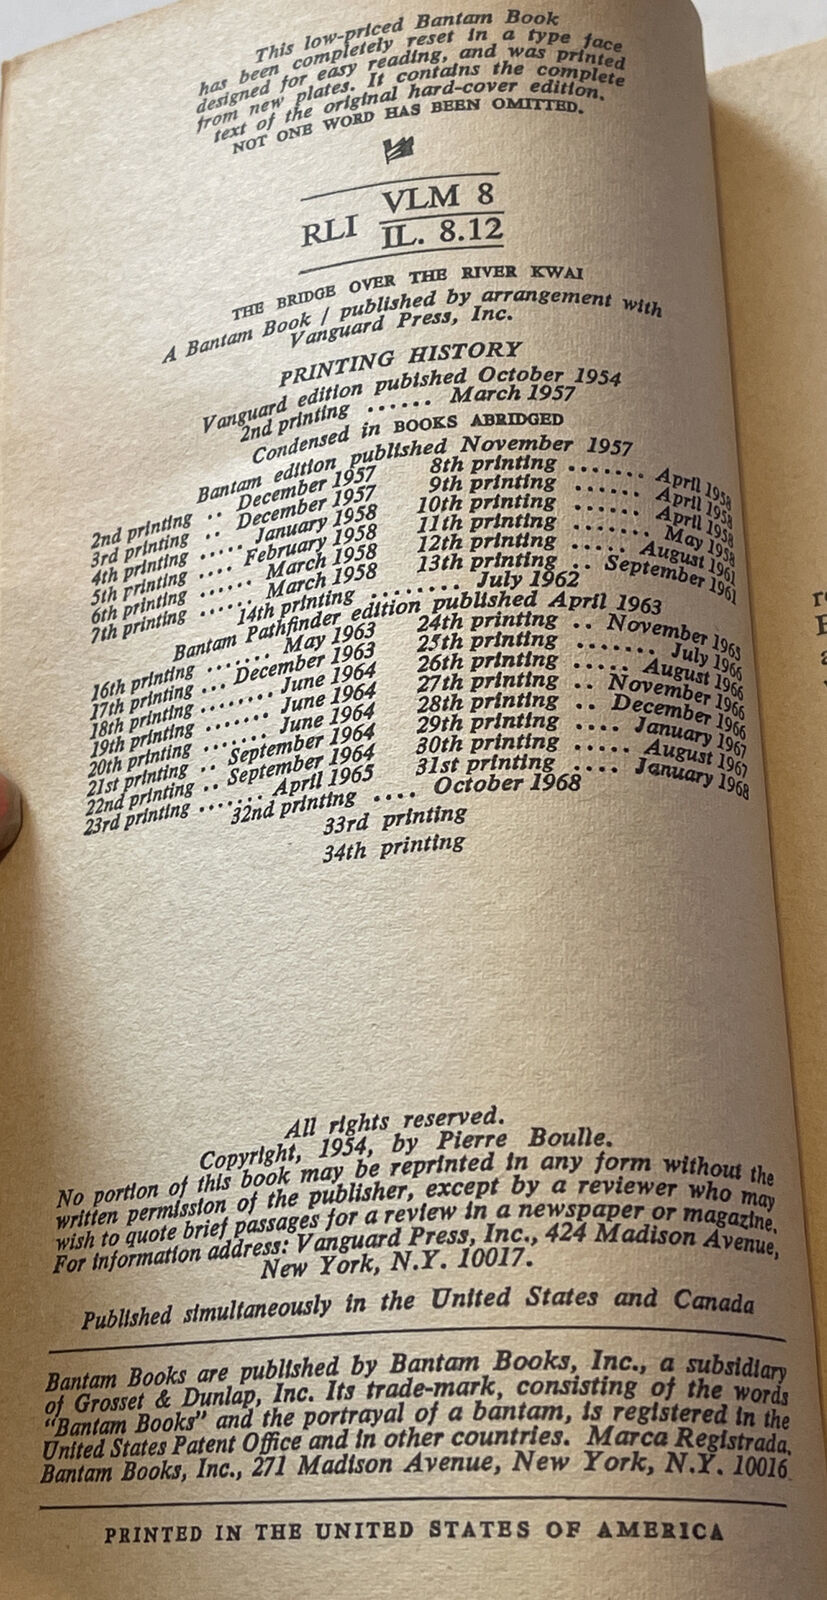 This low-priced Bantam Book
has been completely reset in a type face
designed for easy reading, and was printed
from new plates. It contains the complete
text of the original hard-cover edition.
NOT ONE WORD HAS BEEN OMITTED.
RLI VLM 8
IL. 8.12
THE BRIDGE OVER THE RIVER KWAI
A Bantam Book / published by arrangement with
Vanguard Press, Inc.
PRINTING HISTORY
Vanguard edition pubished October 1954
2nd printing ...... March 1957
Condensed in BOOKS ABRIDGED
Bantam edition published November 1957
2nd printing .. December 1957
3rd printing .. December 1957
4th printing ..... January 1958
5th printing .... February 1958
6th printing ...... March 1958
7th printing ...... March 1958
8th printing ....... April 1958
9th printing ...... April 1958
10th printing ...... April 1958
11th printing ....... May 1958
12th printing ..... August 1961
13th printing .. September 1961
14th printing ........ July 1962
Bantam Pathfinder edition published April 1963
16th printing ....... May 1963
17th printing ... December 1963
18th printing ........ June 1964
19th printing ....... June 1964
20th printing ....... June 1964
21st printing .. September 1964
22nd printing .. September 1964
23rd printing ....... April 1965
24th printing .. November 1965
25th printing ....... July 1966
26th printing ..... August 1966
27th printing .. November 1966
28th printing .. December 1966
29th printing .... January 1967
30th printing ..... August 1967
31st printing .... January 1968
32nd printing .... October 1968
33rd printing
34th printing
All rights reserved.
Copyright, 1954, by Pierre Boulle.
No portion of this book may be reprinted in any form without the
written permission of the publisher, except by a reviewer who may
wish to quote brief passages for a review in a newspaper or magazine.
For information address: Vanguard Press, Inc., 424 Madison Avenue,
New York, N.Y. 10017.
Published simultaneously in the United States and Canada
Bantam Books are published by Bantam Books, Inc., a subsidiary
of Grosset & Dunlap, Inc. Its trade-mark, consisting of the words
"Bantam Books" and the portrayal of a bantam, is registered in the
United States Patent Office and in other countries. Marca Registrada.
Bantam Books, Inc., 271 Madison Avenue, New York, N.Y. 10016
PRINTED IN THE UNITED STATES OF AMERICA